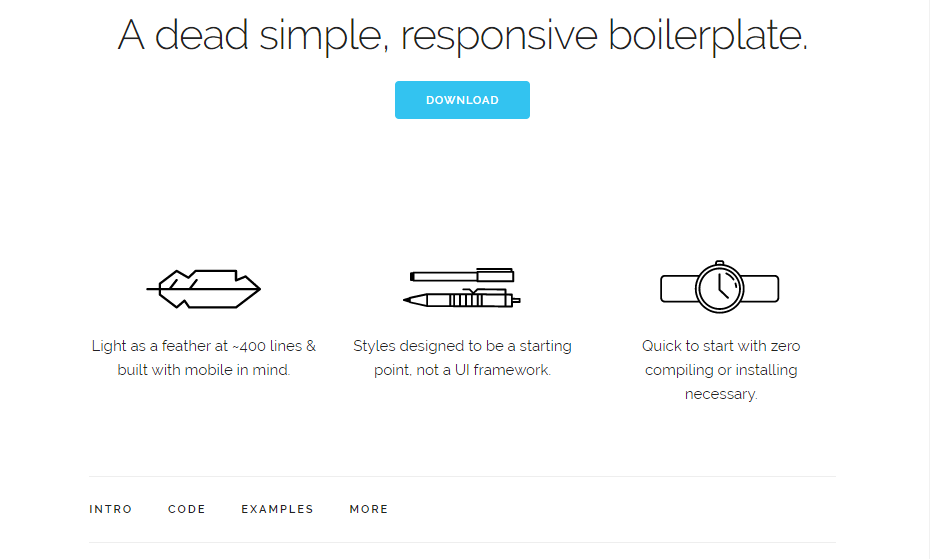 A dead simple, responsive boilerplate.
DOWNLOAD
Light as a feather at ~400 lines &
built with mobile in mind.
Styles designed to be a starting
point, not a UI framework.
Quick to start with zero
compiling or installing
necessary.
INTRO CODE EXAMPLES MORE